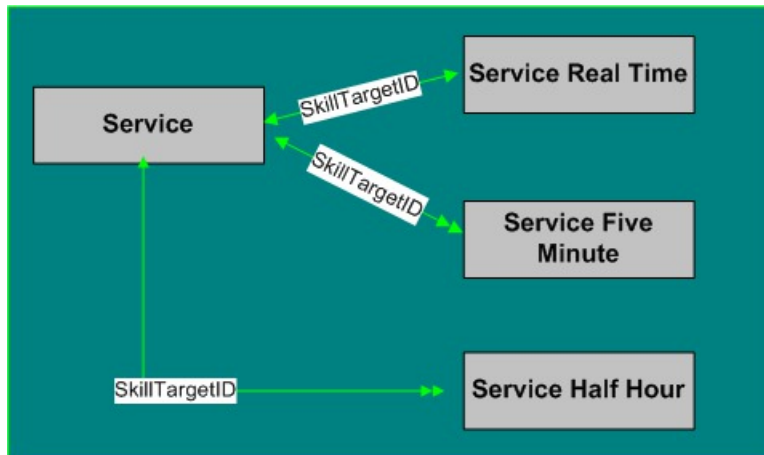 Service Real Time
SkillTargetID
Service
SkillTargetID
Service Five
Minute
SkillTargetID
Service Half Hour